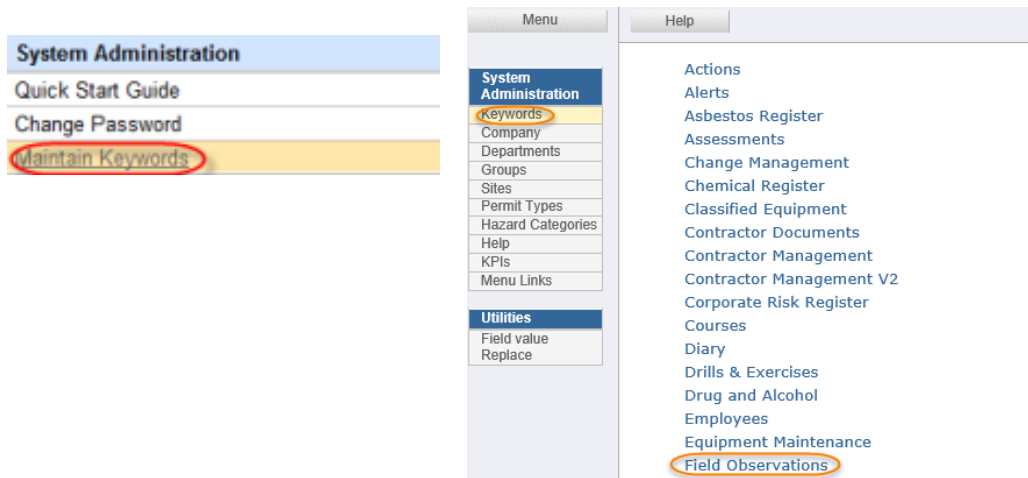 System Administration
Quick Start Guide
Change Password
Maintain Keywords
Menu
Help
System
Administration
Keywords
Company
Departments
Groups
Sites
Permit Types
Hazard Categories
Help
KPIs
Menu Links
Utilities
Field value
Replace
Actions
Alerts
Asbestos Register
Assessments
Change Management
Chemical Register
Classified Equipment
Contractor Documents
Contractor Management
Contractor Management V2
Corporate Risk Register
Courses
Diary
Drills & Exercises
Drug and Alcohol
Employees
Equipment Maintenance
Field Observations